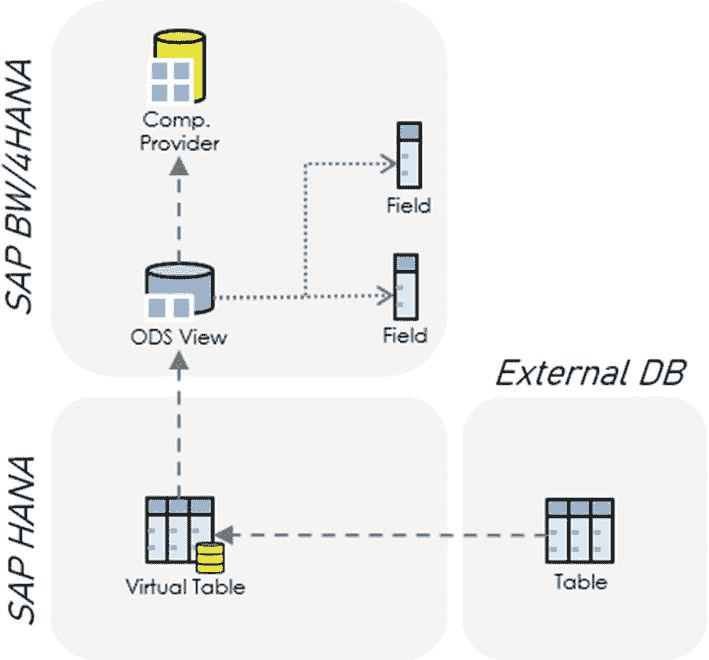 SAP BW/4HANA
Comp.
Provider
Field
ODS View
Field
External DB
SAP HANA
Virtual Table
Table